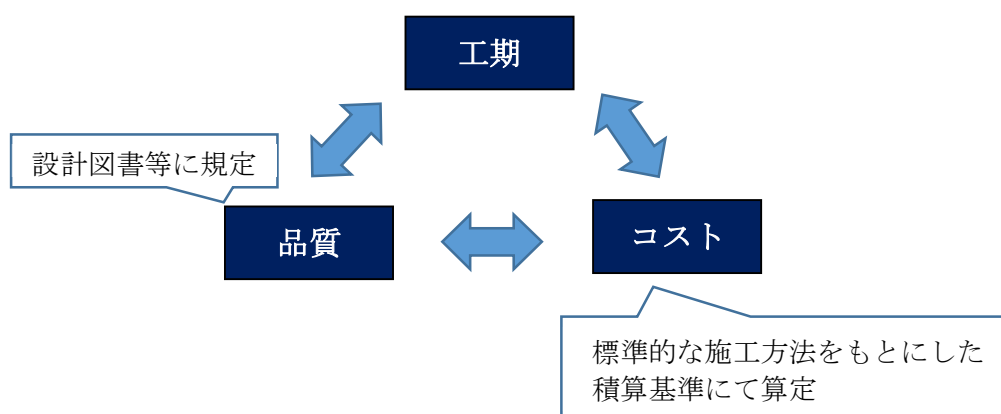 工期
設計図書等に規定
品質
コスト
標準的な施工方法をもとにした
積算基準にて算定